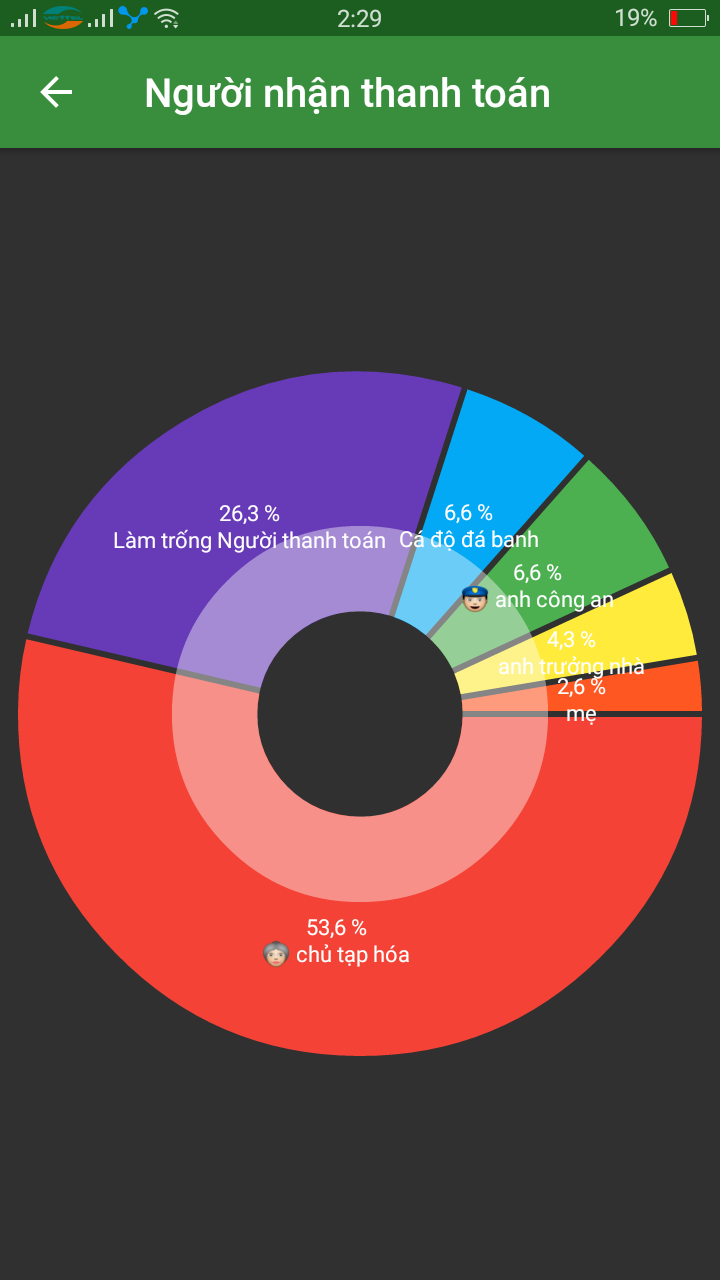 VIETTEL
2:29
19%
Người nhận thanh toán
26,3 %
Làm trống Người thanh toán
6,6 %
Cá độ đá banh
6,6 %
anh công an
4,3 %
anh trưởng nhà
2,6 %
mẹ
53,6 %
chủ tạp hóa